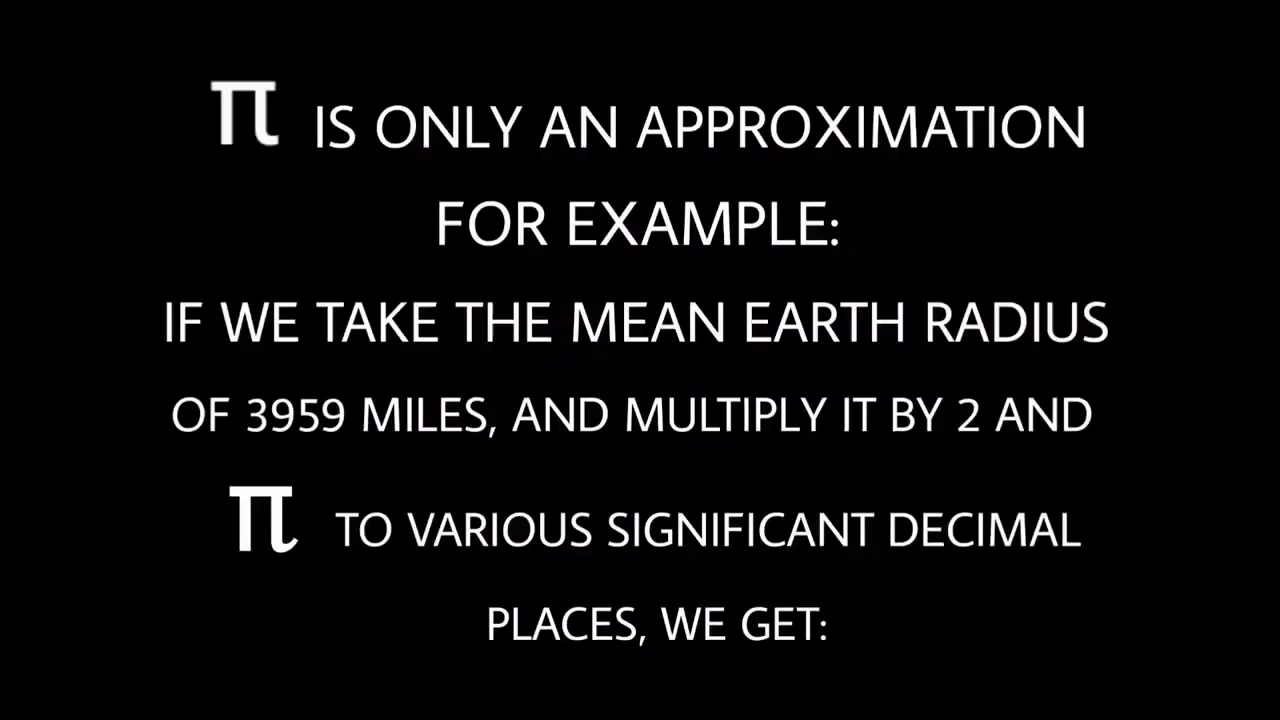 π IS ONLY AN APPROXIMATION
FOR EXAMPLE:
IF WE TAKE THE MEAN EARTH RADIUS
OF 3959 MILES, AND MULTIPLY IT BY 2 AND
π TO VARIOUS SIGNIFICANT DECIMAL
PLACES, WE GET: